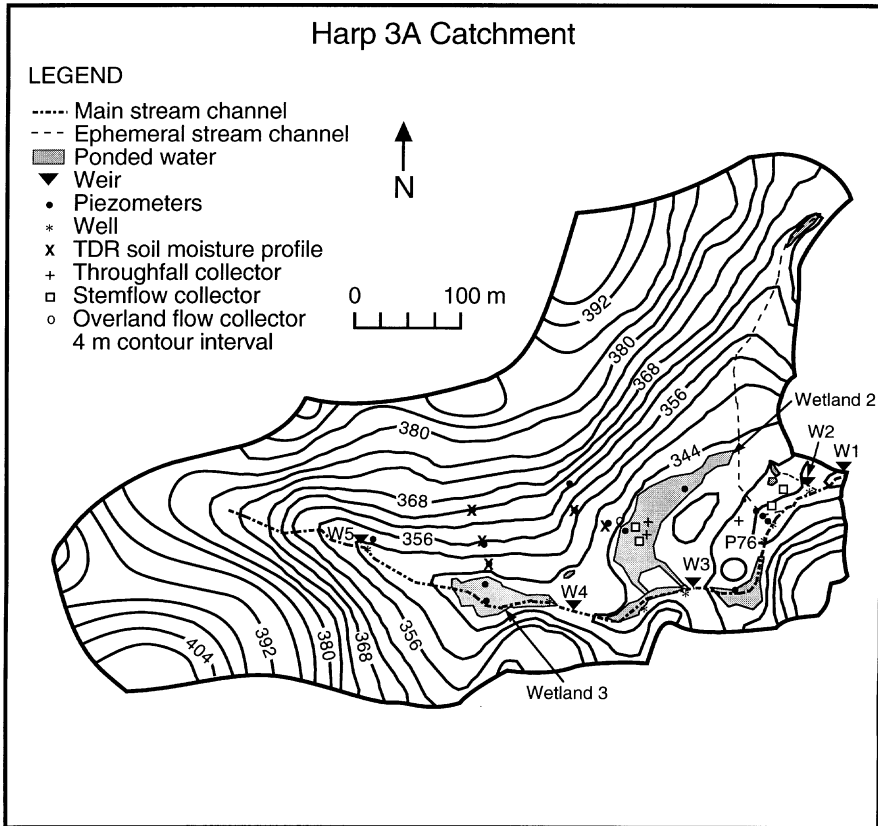 Harp 3A Catchment
LEGEND
Main stream channel
Ephemeral stream channel
Ponded water
Weir
Piezometers
Well
TDR soil moisture profile
Throughfall collector
Stemflow collector
Overland flow collector
4 m contour interval
N
0 100 m
392
380
368
356
Wetland 2
380
344
W2
W1
368
W5
356
P76
W3
W4
356
404
392
380
368
Wetland 3